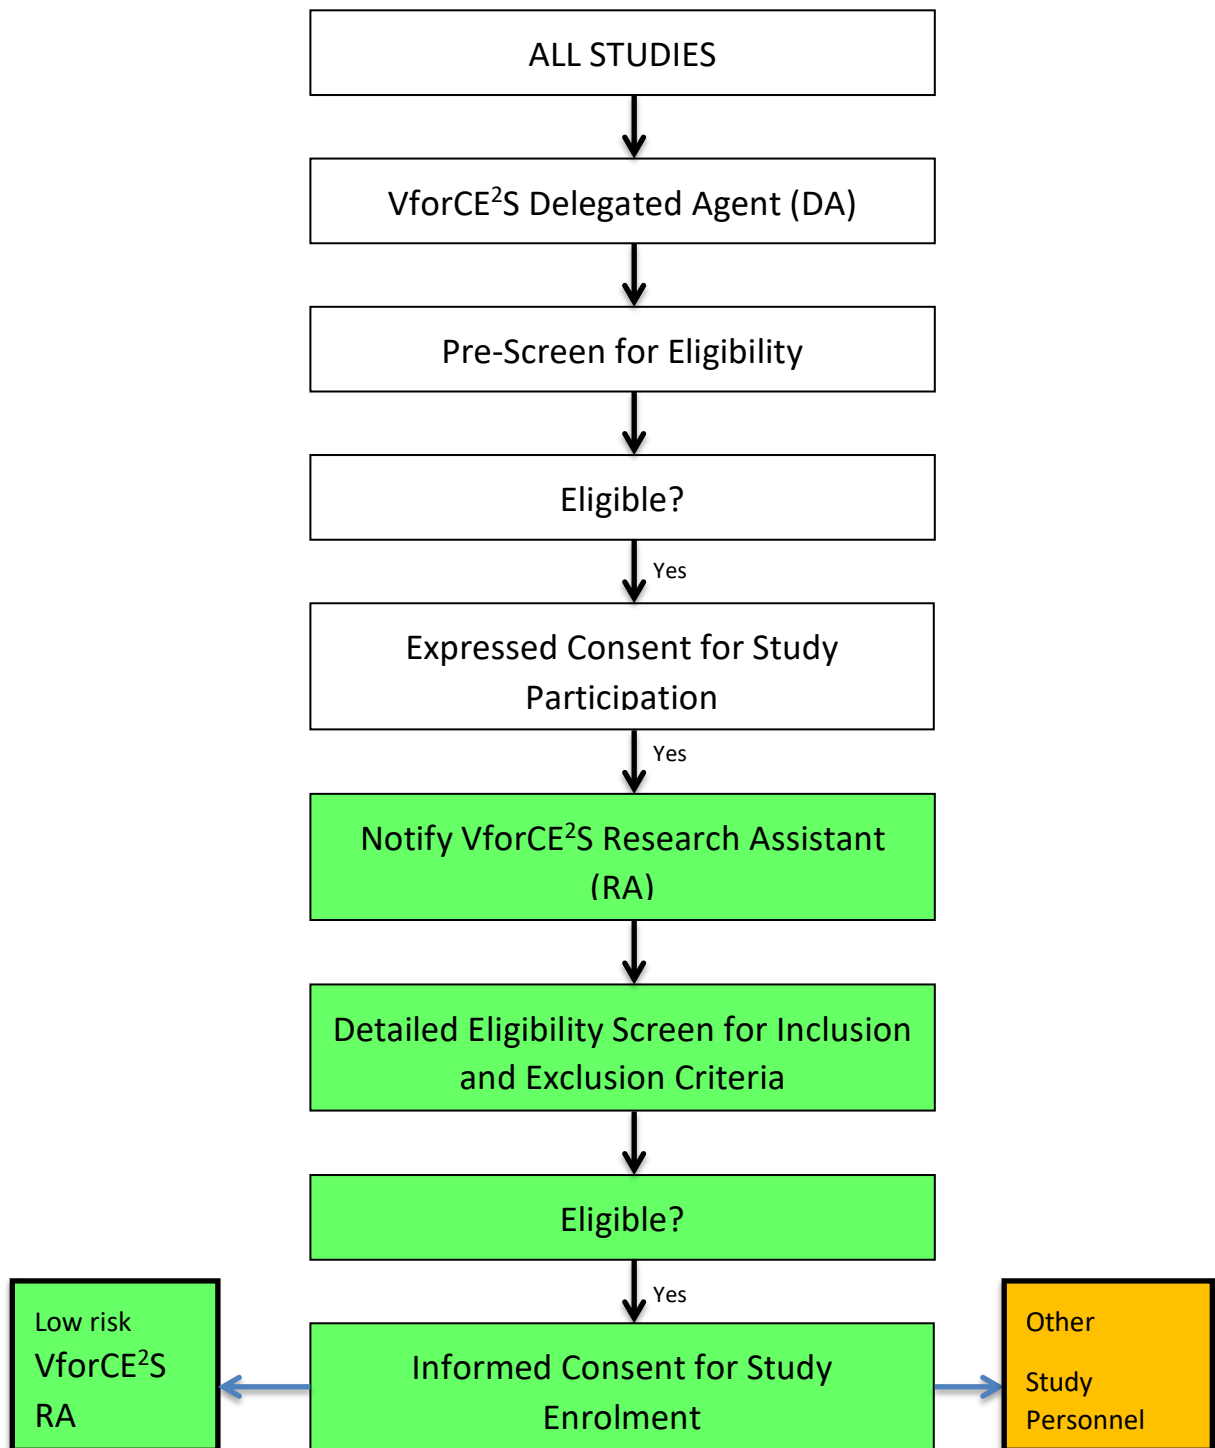 ALL STUDIES
VforCE²S Delegated Agent (DA)
Pre-Screen for Eligibility
Eligible?
Yes
Expressed Consent for Study
Participation
Yes
Notify VforCE²S Research Assistant
(RA)
Detailed Eligibility Screen for Inclusion
and Exclusion Criteria
Eligible?
Yes
Low risk
VforCE²S
RA
Informed Consent for Study
Enrolment
Other
Study
Personnel